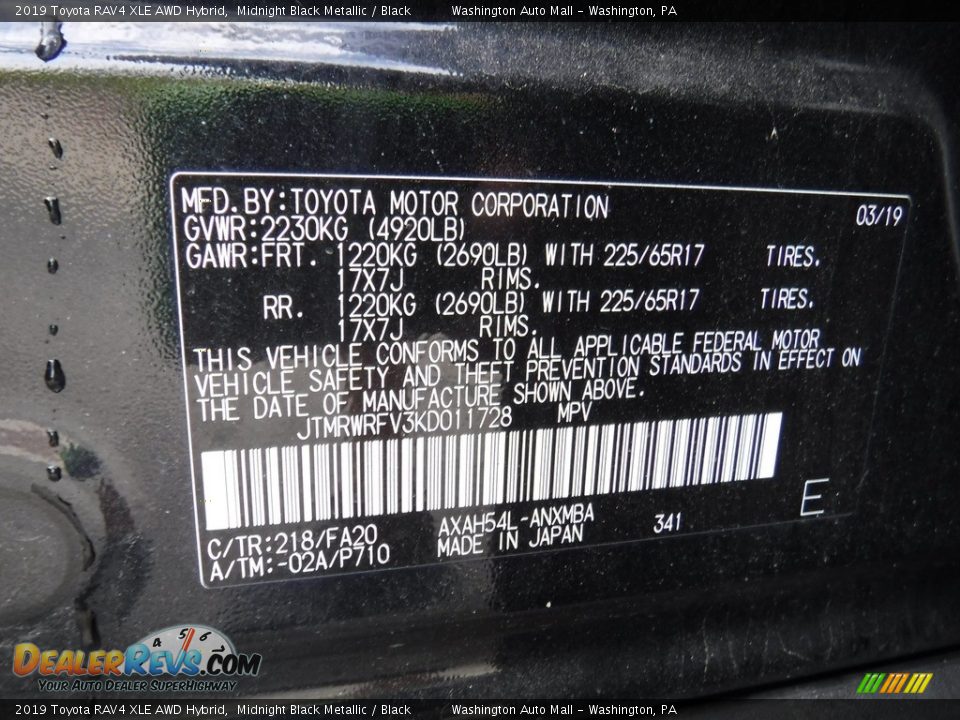 2019 Toyota RAV4 XLE AWD Hybrid, Midnight Black Metallic / Black Washington Auto Mall - Washington, PA
MFD.BY:TOYOTA MOTOR CORPORATION 03/19
GVWR:2230KG (4920LB)
GAWR:FRT. 1220KG (2690LB) WITH 225/65R17 TIRES.
17X7J RIMS.
RR. 1220KG (2690LB) WITH 225/65R17 TIRES.
17X7J RIMS.
THIS VEHICLE CONFORMS TO ALL APPLICABLE FEDERAL MOTOR
VEHICLE SAFETY AND THEFT PREVENTION STANDARDS IN EFFECT ON
THE DATE OF MANUFACTURE SHOWN ABOVE.
JTMRWRFV3KD011728 MPV
E
C/TR:218/FA20 AXAH54L-ANXMBA 341
A/TM:-02A/P710 MADE IN JAPAN
4 5 6
DEALERREVS.COM
YOUR AUTO DEALER SUPERHIGHWAY
2019 Toyota RAV4 XLE AWD Hybrid, Midnight Black Metallic / Black Washington Auto Mall - Washington, PA